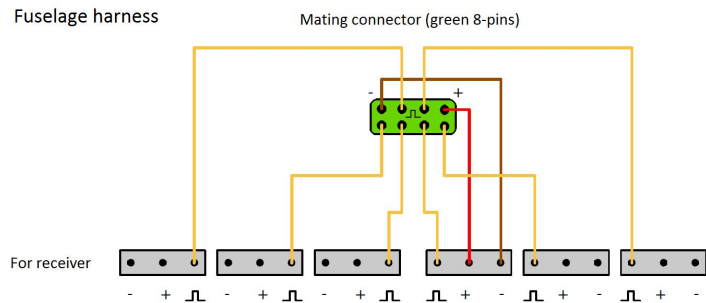 Fuselage harness
Mating connector (green 8-pins)
- +
For receiver
- + - + - + + - + - + -